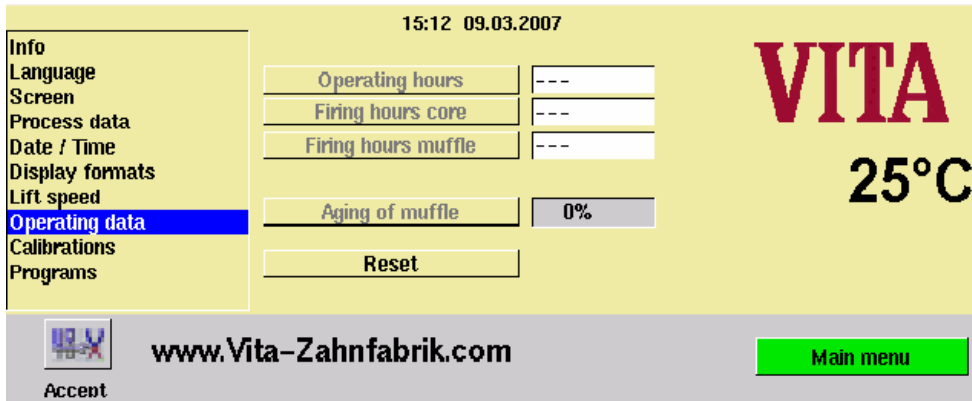 15:12 09.03.2007
Info
Language
Screen
Process data
Date / Time
Display formats
Lift speed
Operating data
Calibrations
Programs
Operating hours ---
Firing hours core ---
Firing hours muffle ---
Aging of muffle 0%
Reset
VITA
25°C
Accept
www.Vita-Zahnfabrik.com
Main menu